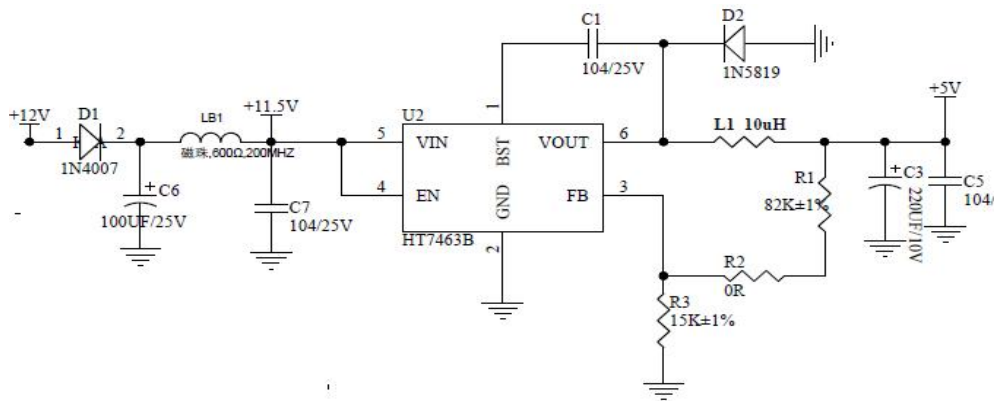 C1
104/25V
D2
1N5819
+12V
D1
1
2
1N4007
LB1
磁珠,600Ω,200MHZ
+11.5V
U2
1
5
VIN
BST
VOUT
6
4
EN
GND
FB
3
HT7463B
2
L1 10uH
+5V
C6
100UF/25V
C7
104/25V
R1
82K±1%
C3
220UF/10V
C5
104/
R2
0R
R3
15K±1%